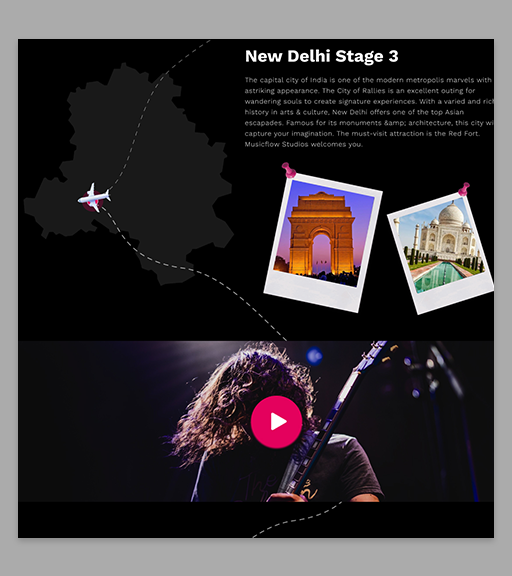 New Delhi Stage 3
The capital city of India is one of the modern metropolis marvels with
astriking appearance. The City of Rallies is an excellent outing for
wandering souls to create signature experiences. With a varied and rich
history in arts & culture, New Delhi offers one of the top Asian
escapades. Famous for its monuments &amp; architecture, this city wi
capture your imagination. The must-visit attraction is the Red Fort.
Musicflow Studios welcomes you.